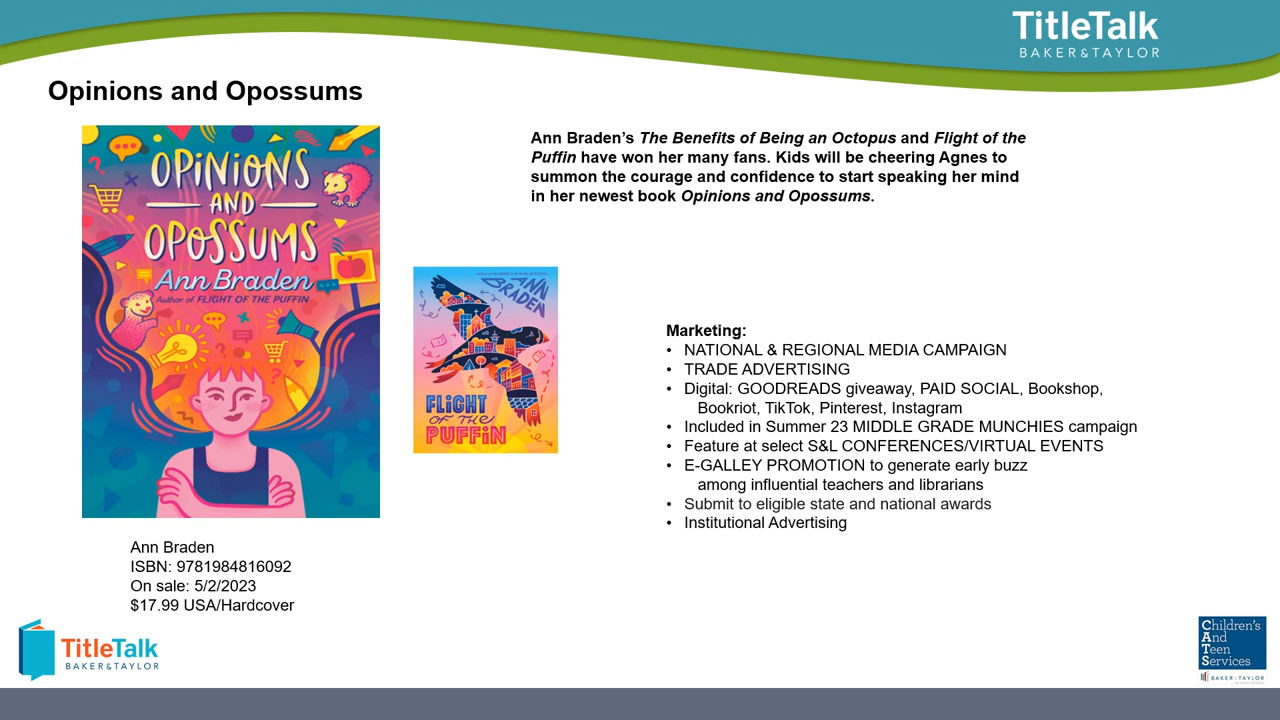 TitleTalk
BAKER & TAYLOR
Opinions and Opossums
OPINIONS
AND
OPOSSUMS
Ann Braden
Author of FLIGHT OF THE PUFFIN
ANN
BRADEN
FLIGHT
OF THE
PUFFIN
Ann Braden’s The Benefits of Being an Octopus and Flight of the
Puffin have won her many fans. Kids will be cheering Agnes to
summon the courage and confidence to start speaking her mind
in her newest book Opinions and Opossums.
Marketing:
• NATIONAL & REGIONAL MEDIA CAMPAIGN
• TRADE ADVERTISING
• Digital: GOODREADS giveaway, PAID SOCIAL, Bookshop,
Bookriot, TikTok, Pinterest, Instagram
• Included in Summer 23 MIDDLE GRADE MUNCHIES campaign
• Feature at select S&L CONFERENCES/VIRTUAL EVENTS
• E-GALLEY PROMOTION to generate early buzz
among influential teachers and librarians
• Submit to eligible state and national awards
• Institutional Advertising
Ann Braden
ISBN: 9781984816092
On sale: 5/2/2023
$17.99 USA/Hardcover
TitleTalk
BAKER & TAYLOR
Children's
And
Teen
Services
BAKER & TAYLOR